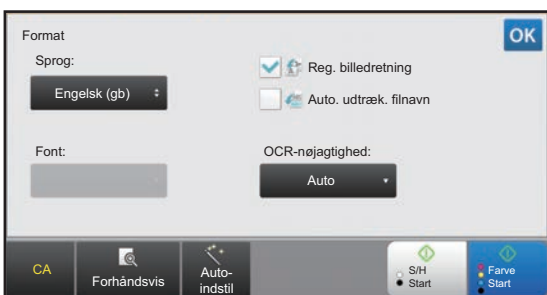 Format
OK
Sprog:
Engelsk (gb)
Reg. billedretning
Auto. udtræk. filnavn
Font:
OCR-nøjagtighed:
Auto
CA
Forhåndsvis
Auto-
indstil
S/H
Start
Farve
Start